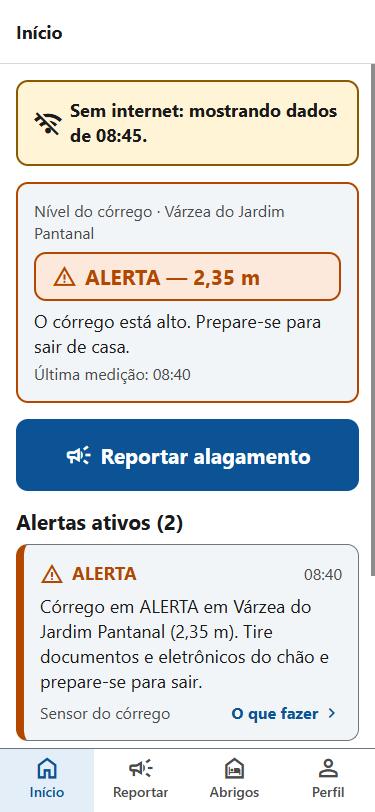 Início
Sem internet: mostrando dados
de 08:45.
Nível do córrego · Várzea do Jardim
Pantanal
ALERTA — 2,35 m
O córrego está alto. Prepare-se para
sair de casa.
Última medição: 08:40
Reportar alagamento
Alertas ativos (2)
ALERTA 08:40
Córrego em ALERTA em Várzea do
Jardim Pantanal (2,35 m). Tire
documentos e eletrônicos do chão e
prepare-se para sair.
Sensor do córrego O que fazer
Início Reportar Abrigos Perfil